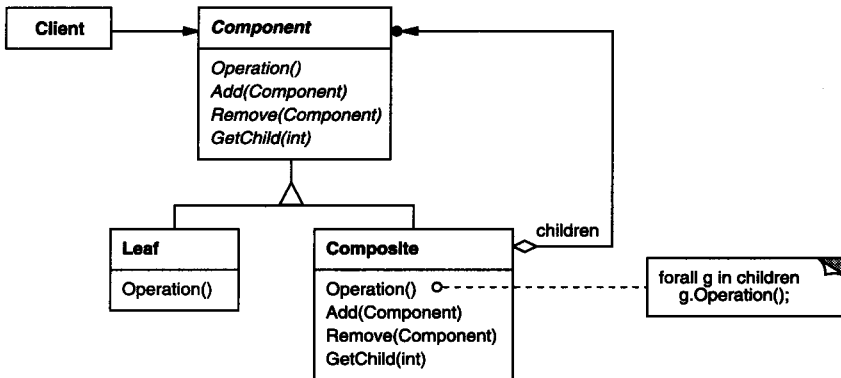 Client
Component
Operation()
Add(Component)
Remove(Component)
GetChild(int)
children
Leaf
Operation()
Composite
Operation()
Add(Component)
Remove(Component)
GetChild(int)
forall g in children
g.Operation();